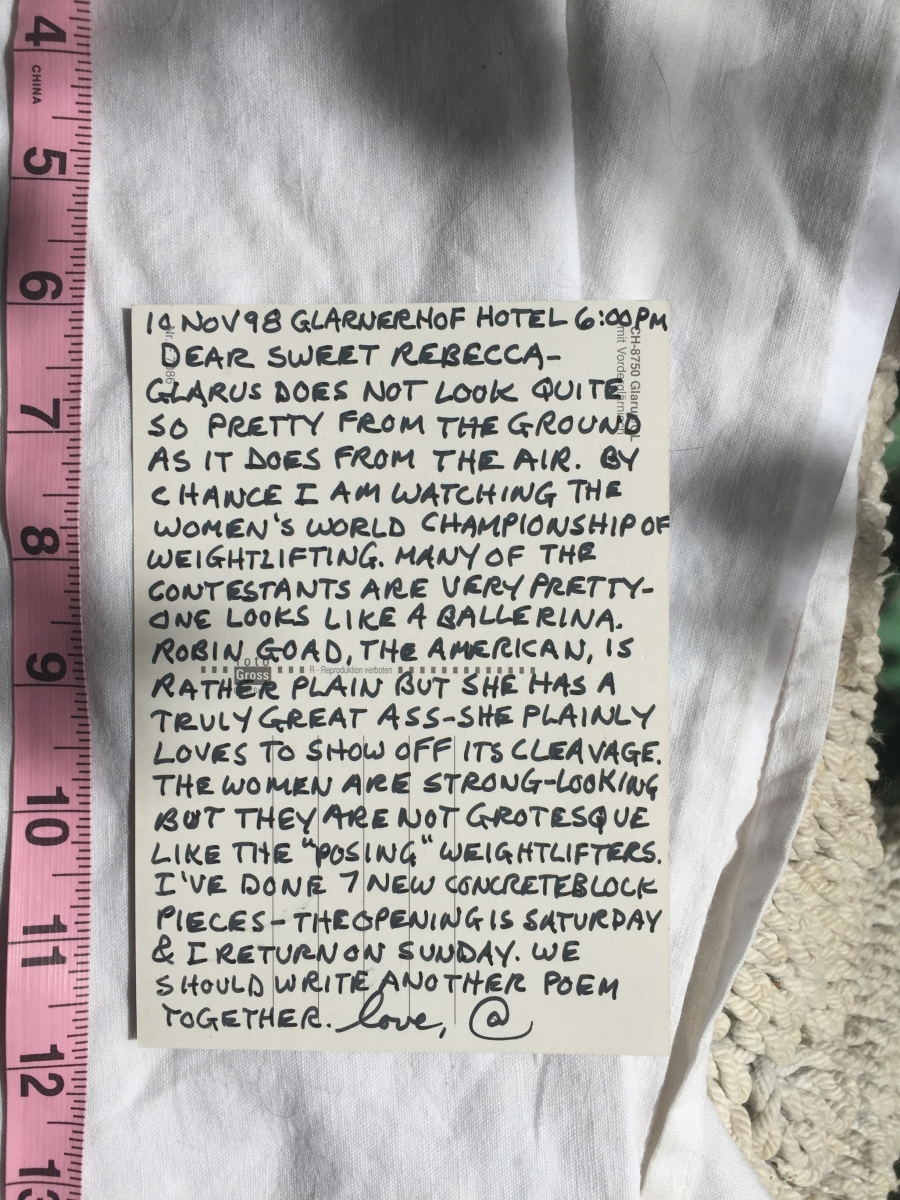 10 NOV 98 GLARNERHOF HOTEL 6:00PM
DEAR SWEET REBECCA-
GLARUS DOES NOT LOOK QUITE
SO PRETTY FROM THE GROUND
AS IT DOES FROM THE AIR. BY
CHANCE I AM WATCHING THE
WOMEN'S WORLD CHAMPIONSHIP OF
WEIGHTLIFTING. MANY OF THE
CONTESTANTS ARE VERY PRETTY-
ONE LOOKS LIKE A BALLERINA.
ROBIN GOAD, THE AMERICAN, IS
RATHER PLAIN BUT SHE HAS A
TRULY GREAT ASS-SHE PLAINLY
LOVES TO SHOW OFF ITS CLEAVAGE.
THE WOMEN ARE STRONG-LOOKING
BUT THEY ARE NOT GROTESQUE
LIKE THE "POSING" WEIGHTLIFTERS.
I'VE DONE 7 NEW CONCRETEBLOCK
PIECES-THE OPENING IS SATURDAY
& I RETURN ON SUNDAY. WE
SHOULD WRITE ANOTHER POEM
TOGETHER. love, @
foto
Gross
R - Reproduktion verboten
CH-8750 Glarus
mit
4
CHINA
5
6
7
8
9
10
11
12
13